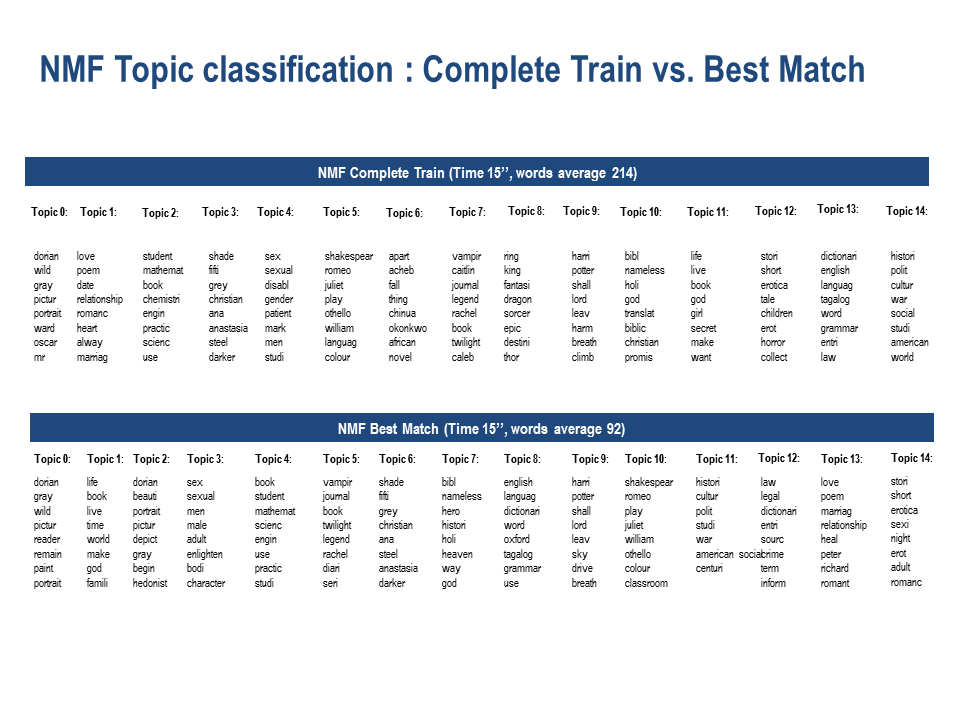 NMF Topic classification : Complete Train vs. Best Match
NMF Complete Train (Time 15’’, words average 214)
Topic 0: Topic 1: Topic 2: Topic 3: Topic 4: Topic 5: Topic 6: Topic 7: Topic 8: Topic 9: Topic 10: Topic 11: Topic 12: Topic 13: Topic 14:
dorian love student shade sex shakespear apart vampir ring harri bibl life stori dictionari histori
wild poem mathemat fifti sexual romeo acheb caitlin king potter nameless live short english polit
gray date book grey disabl juliet fall journal fantasi shall holi book erotica languag cultur
pictur relationship chemistri christian gender play thing legend dragon lord god god tale tagalog war
portrait romanc engin ana patient othello chinua rachel sorcer leav translat girl children word social
ward heart practic anastasia mark william okonkwo book epic harm biblic secret erot grammar studi
oscar alway scienc steel men languag african twilight destini breath christian make horror entri american
mr marriag use darker studi colour novel caleb thor climb promis want collect law world
NMF Best Match (Time 15’’, words average 92)
Topic 0: Topic 1: Topic 2: Topic 3: Topic 4: Topic 5: Topic 6: Topic 7: Topic 8: Topic 9: Topic 10: Topic 11: Topic 12: Topic 13: Topic 14:
dorian life dorian sex book vampir shade bibl english harri shakespear histori law love stori
gray book beauti sexual student journal fifti nameless languag potter romeo cultur legal poem short
wild live portrait men mathemat book grey hero dictionari shall play polit dictionari marriag erotica
pictur time pictur male scienc twilight christian histori word lord juliet studi entri relationship sexi
reader world depict adult engin legend ana holi oxford leav william war sourc heal night
remain make gray enlighten use rachel steel heaven tagalog sky othello american social crime peter erot
paint god begin bodi practic diari anastasia way grammar drive colour centuri term richard adult
portrait famili hedonist character studi seri darker god use breath classroom inform romant romanc